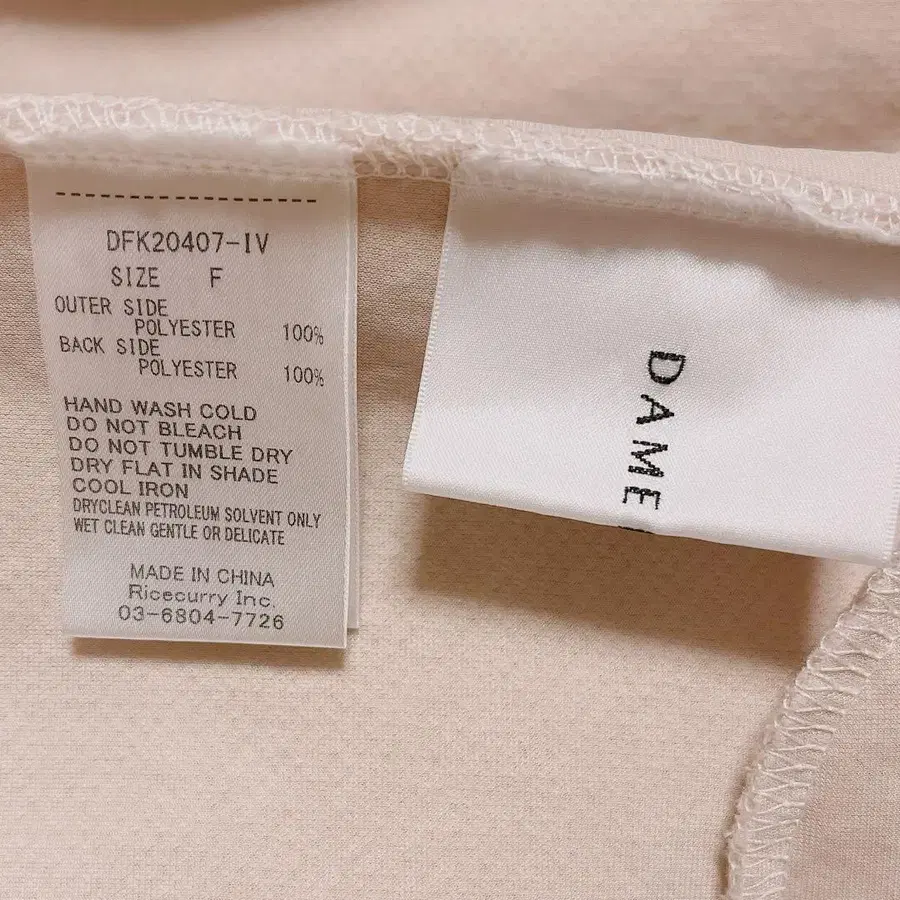 DFK20407-IV
SIZE F
OUTER SIDE
POLYESTER 100%
BACK SIDE
POLYESTER 100%
HAND WASH COLD
DO NOT BLEACH
DO NOT TUMBLE DRY
DRY FLAT IN SHADE
COOL IRON
DRYCLEAN PETROLEUM SOLVENT ONLY
WET CLEAN GENTLE OR DELICATE
MADE IN CHINA
Ricecurry Inc.
03-6804-7726
DAME